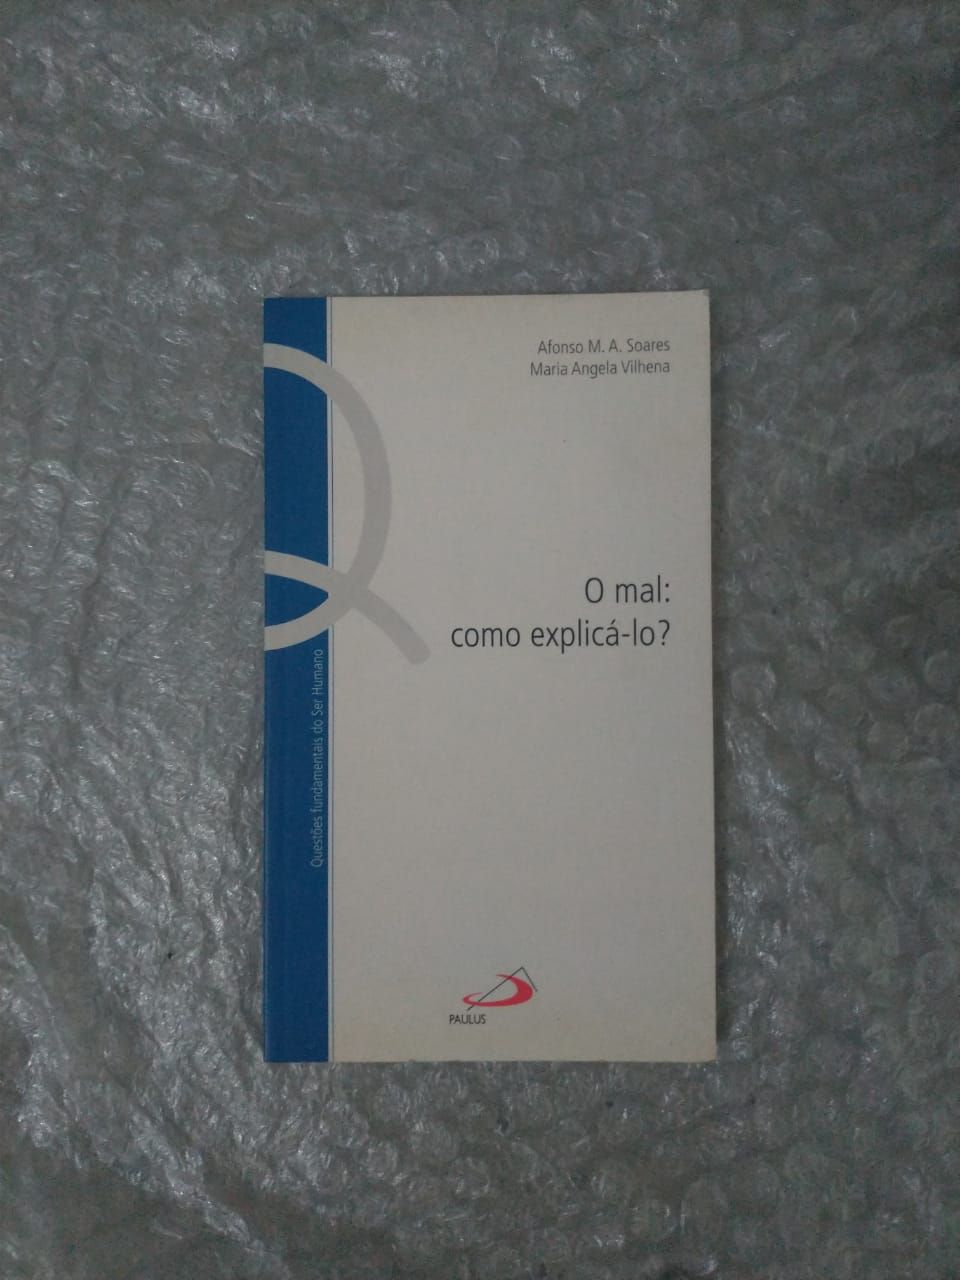 Afonso M. A. Soares
Maria Angela Vilhena
O mal:
como explicá-lo?
Questões fundamentais do Ser Humano
PAULUS